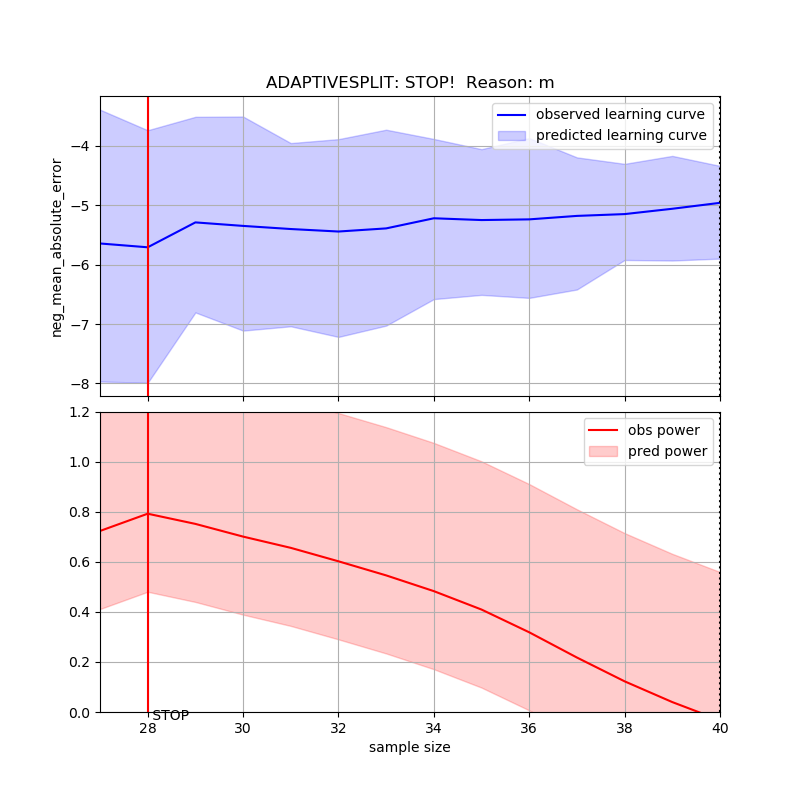 ADAPTIVESPLIT: STOP!  Reason: m
observed learning curve
predicted learning curve
neg_mean_absolute_error
−4
−5
−6
−7
−8
obs power
pred power
1.2
1.0
0.8
0.6
0.4
0.2
0.0
STOP
28
30
32
34
36
38
40
sample size